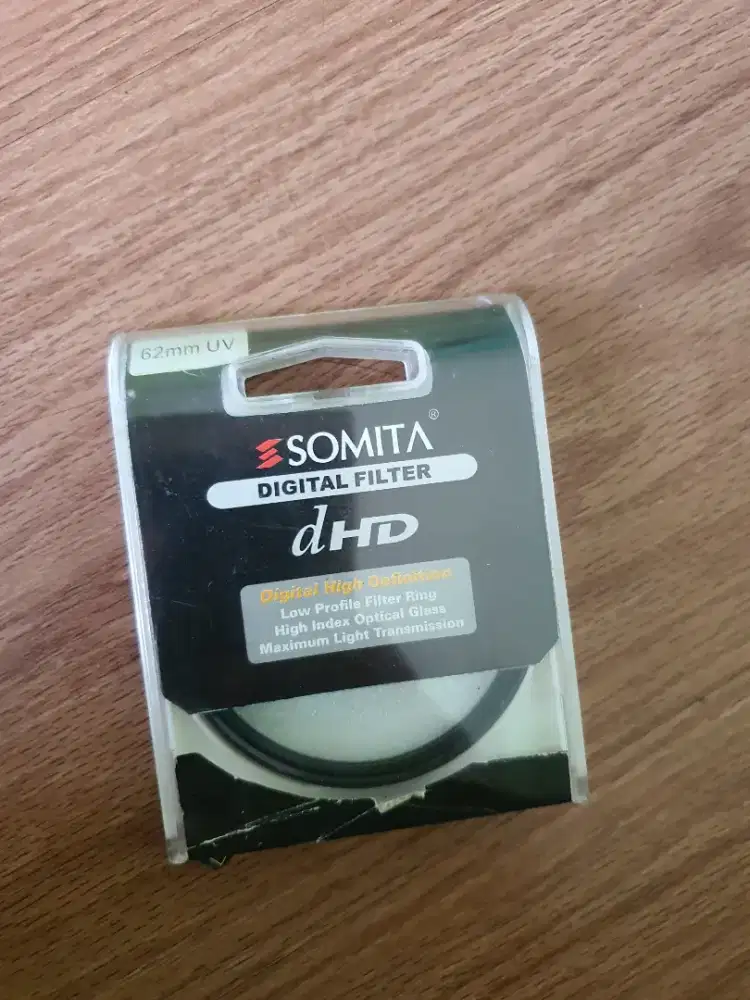 62mm UV
SOMITA®
DIGITAL FILTER
dHD
Digital High Definition
Low Profile Filter Ring
High Index Optical Glass
Maximum Light Transmission